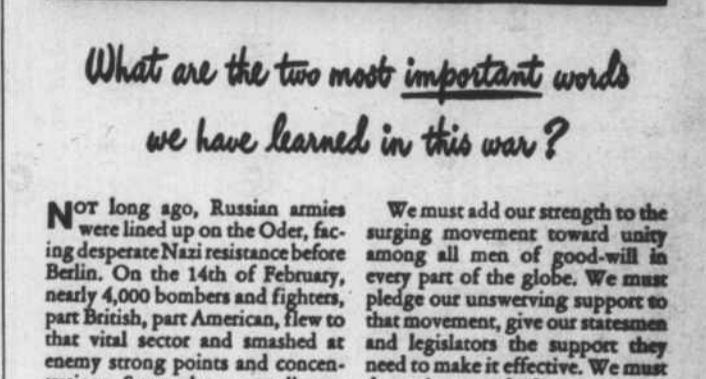 What are the two most important words
we have learned in this war?
NOT long ago, Russian armies
were lined up on the Oder, fac-
ing desperate Nazi resistance before
Berlin. On the 14th of February,
nearly 4,000 bombers and fighters,
part British, part American, flew to
that vital sector and smashed at
enemy strong points and concen-
We must add our strength to the
surging movement toward unity
among all men of good-will in
every part of the globe. We must
pledge our unswerving support to
that movement, give our statesmen
and legislators the support they
need to make it effective. We must